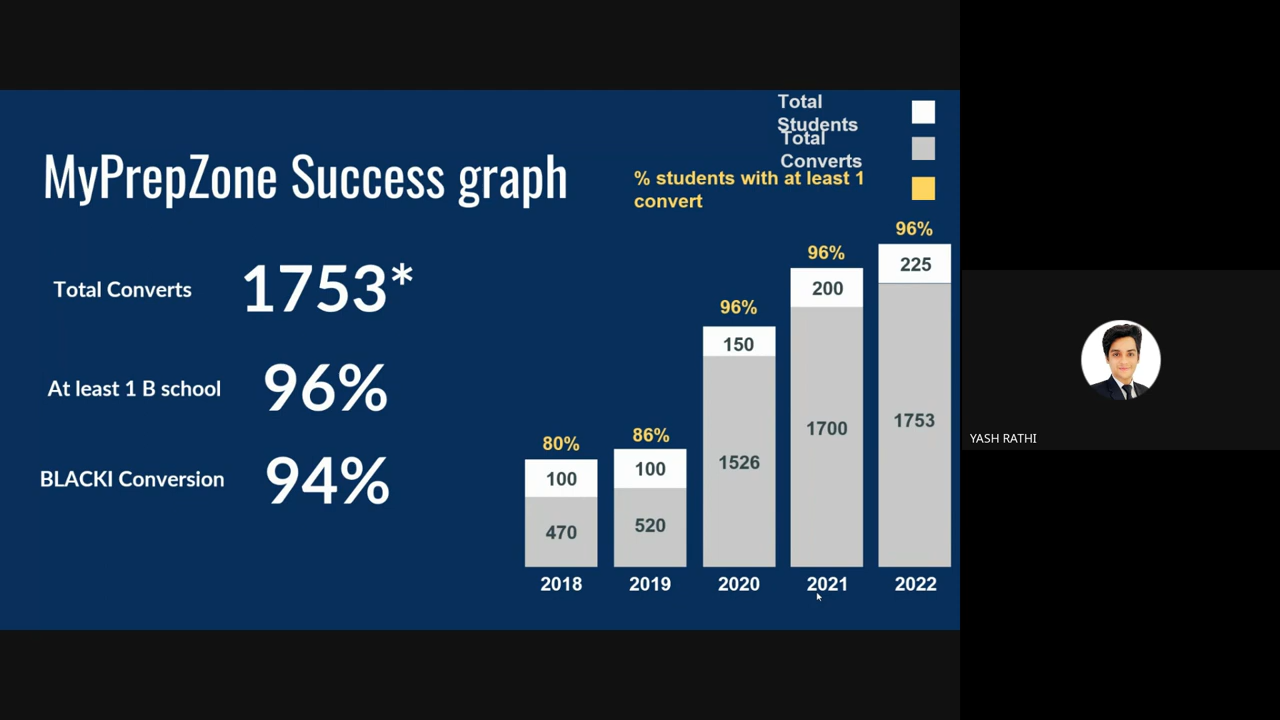 Total
Students
Total
Converts
% students with at least 1
convert
MyPrepZone Success graph
Total Converts 1753*
At least 1 B school 96%
BLACKI Conversion 94%
80%
100
470
2018
86%
100
520
2019
96%
150
1526
2020
96%
200
1700
2021
96%
225
1753
2022
YASH RATHI